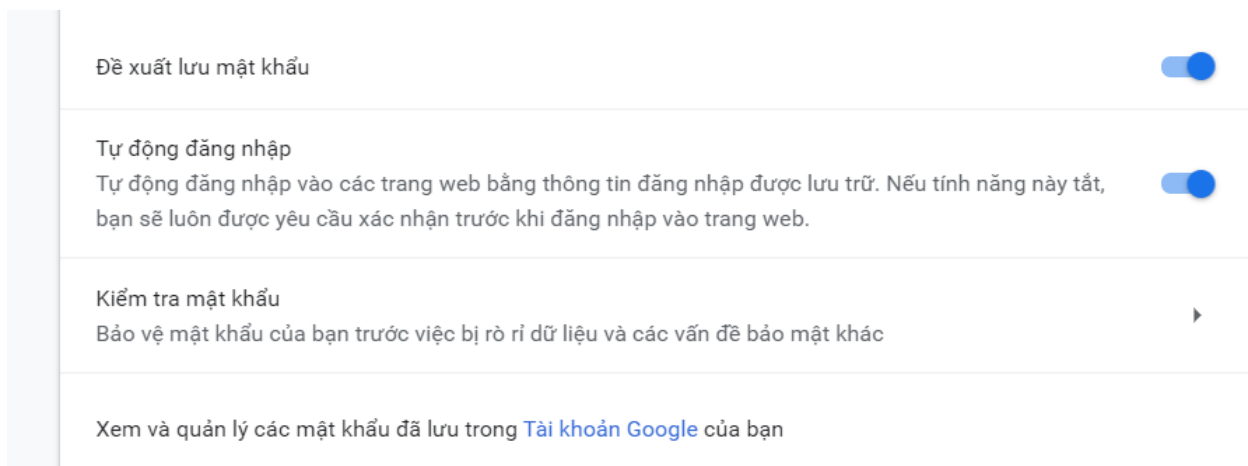 Đề xuất lưu mật khẩu
Tự động đăng nhập
Tự động đăng nhập vào các trang web bằng thông tin đăng nhập được lưu trữ. Nếu tính năng này tắt,
bạn sẽ luôn được yêu cầu xác nhận trước khi đăng nhập vào trang web.
Kiểm tra mật khẩu
Bảo vệ mật khẩu của bạn trước việc bị rò rỉ dữ liệu và các vấn đề bảo mật khác
Xem và quản lý các mật khẩu đã lưu trong Tài khoản Google của bạn